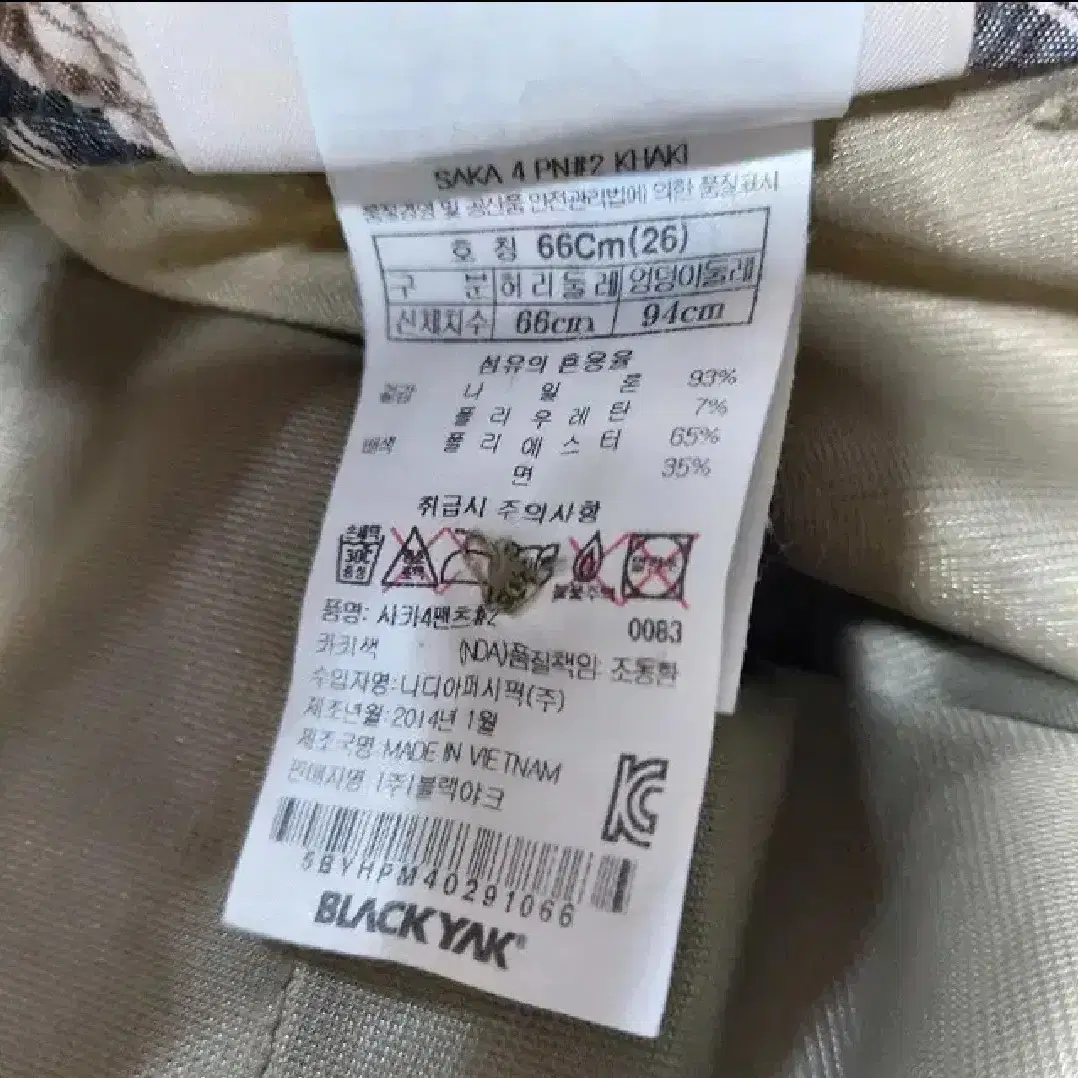 SAKA 4 PN#2 KHAKI
품질경영 및 공산품 안전관리법에 의한 품질표시
호 칭 66Cm(26)
구 분 허리둘레 엉덩이둘레
신체치수 66cm 94cm
섬유의 혼용율
겉감 나 일 론 93%
폴 리 우 레 탄 7%
배색 폴 리 에 스 터 65%
면 35%
취급시 주의사항
손세탁
30℃
중성
품명: 사카4팬츠#2
0083
카키색 (NDA)품질책임: 조동환
수입자명:나디아퍼시픽(주)
제조년월:2014년 1월
제조국명:MADE IN VIETNAM
판매자명:(주)블랙야크
5BYHPM40291066
BLACKYAK